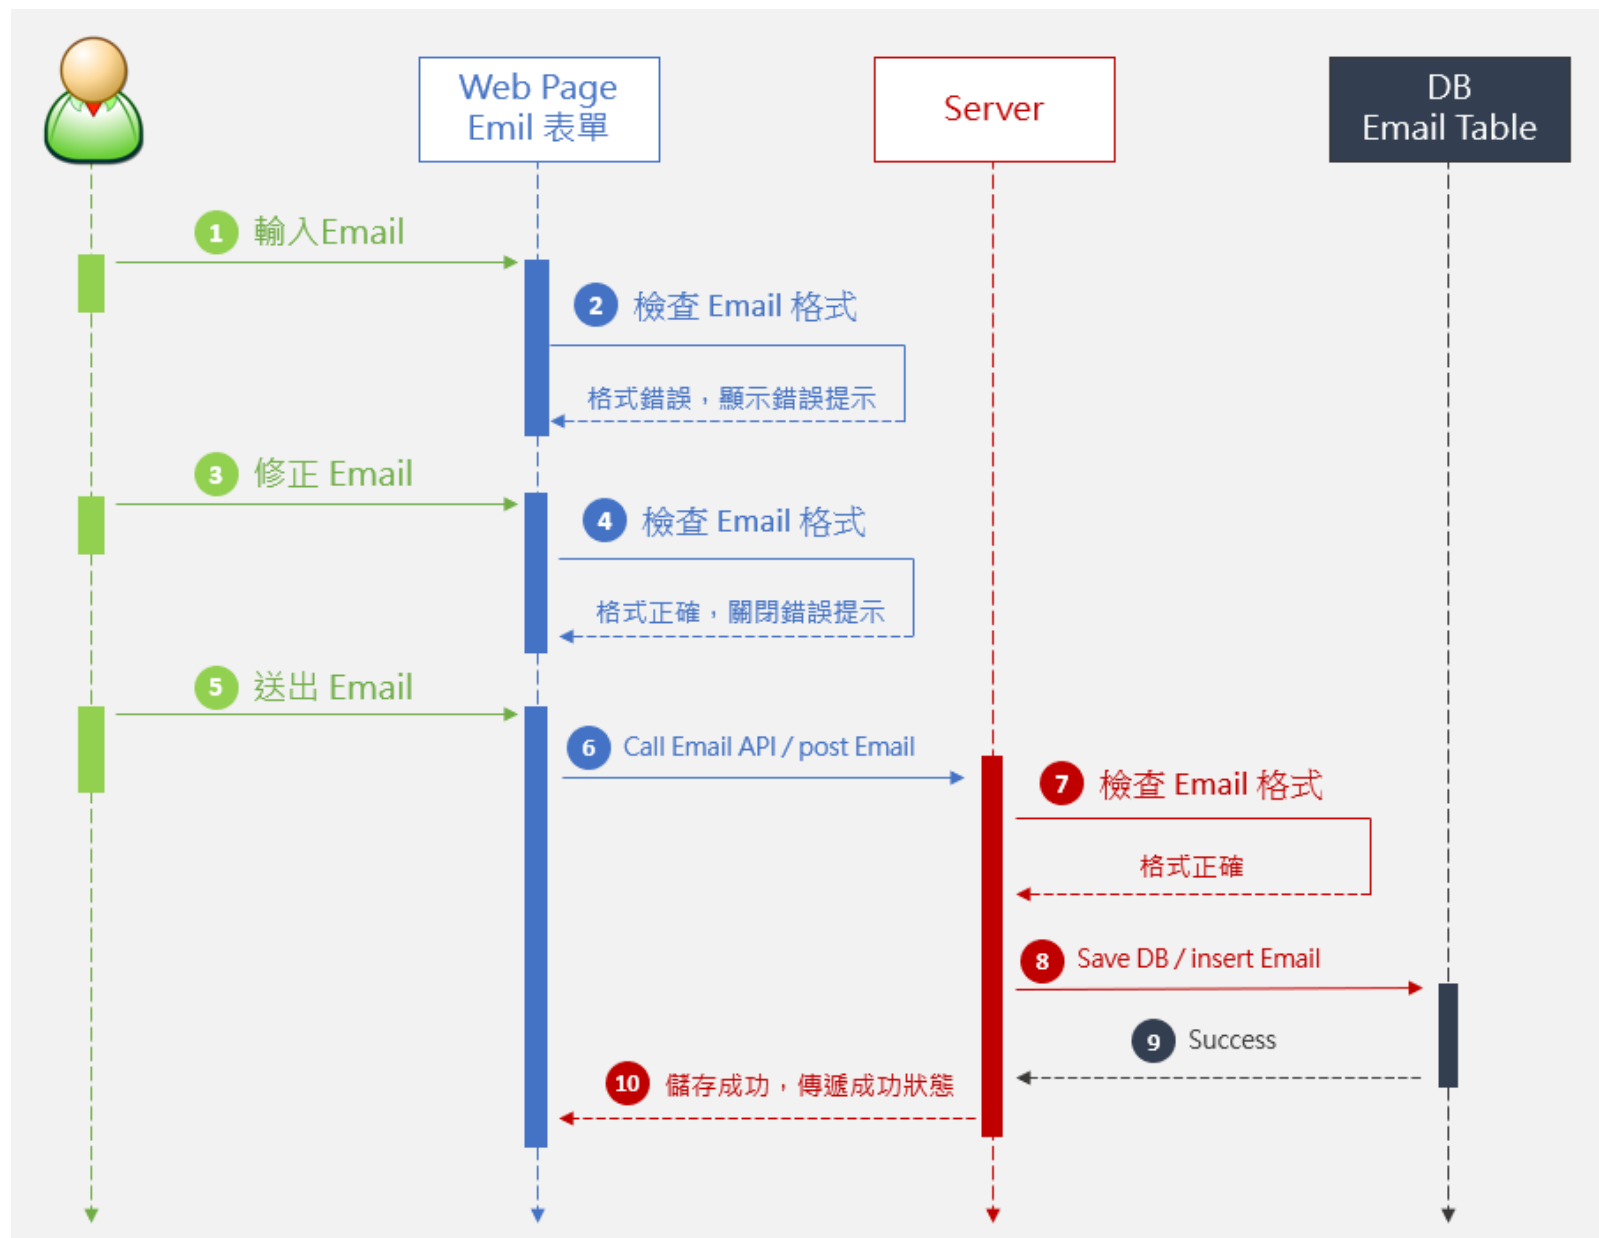 Web Page
Emil 表單
Server
DB
Email Table
1 輸入Email
2 檢查 Email 格式
格式錯誤，顯示錯誤提示
3 修正 Email
4 檢查 Email 格式
格式正確，關閉錯誤提示
5 送出 Email
6 Call Email API / post Email
7 檢查 Email 格式
格式正確
8 Save DB / insert Email
9 Success
10 儲存成功，傳遞成功狀態